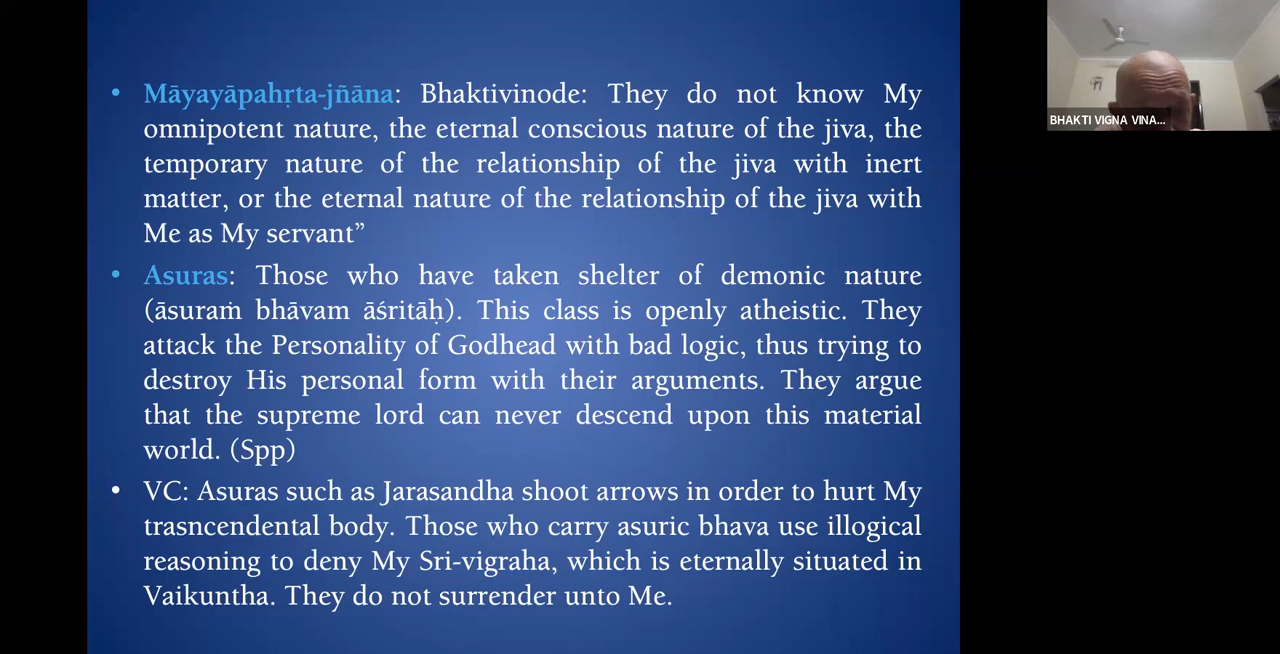 • Māyayāpahṛta-jñāna: Bhaktivinode: They do not know My
omnipotent nature, the eternal conscious nature of the jiva, the
temporary nature of the relationship of the jiva with inert
matter, or the eternal nature of the relationship of the jiva with
Me as My servant”
• Asuras: Those who have taken shelter of demonic nature
(āsuraṁ bhāvam āśritāḥ). This class is openly atheistic. They
attack the Personality of Godhead with bad logic, thus trying to
destroy His personal form with their arguments. They argue
that the supreme lord can never descend upon this material
world. (Spp)
• VC: Asuras such as Jarasandha shoot arrows in order to hurt My
trasncendental body. Those who carry asuric bhava use illogical
reasoning to deny My Sri-vigraha, which is eternally situated in
Vaikuntha. They do not surrender unto Me.
BHAKTI VIGNA VINA...